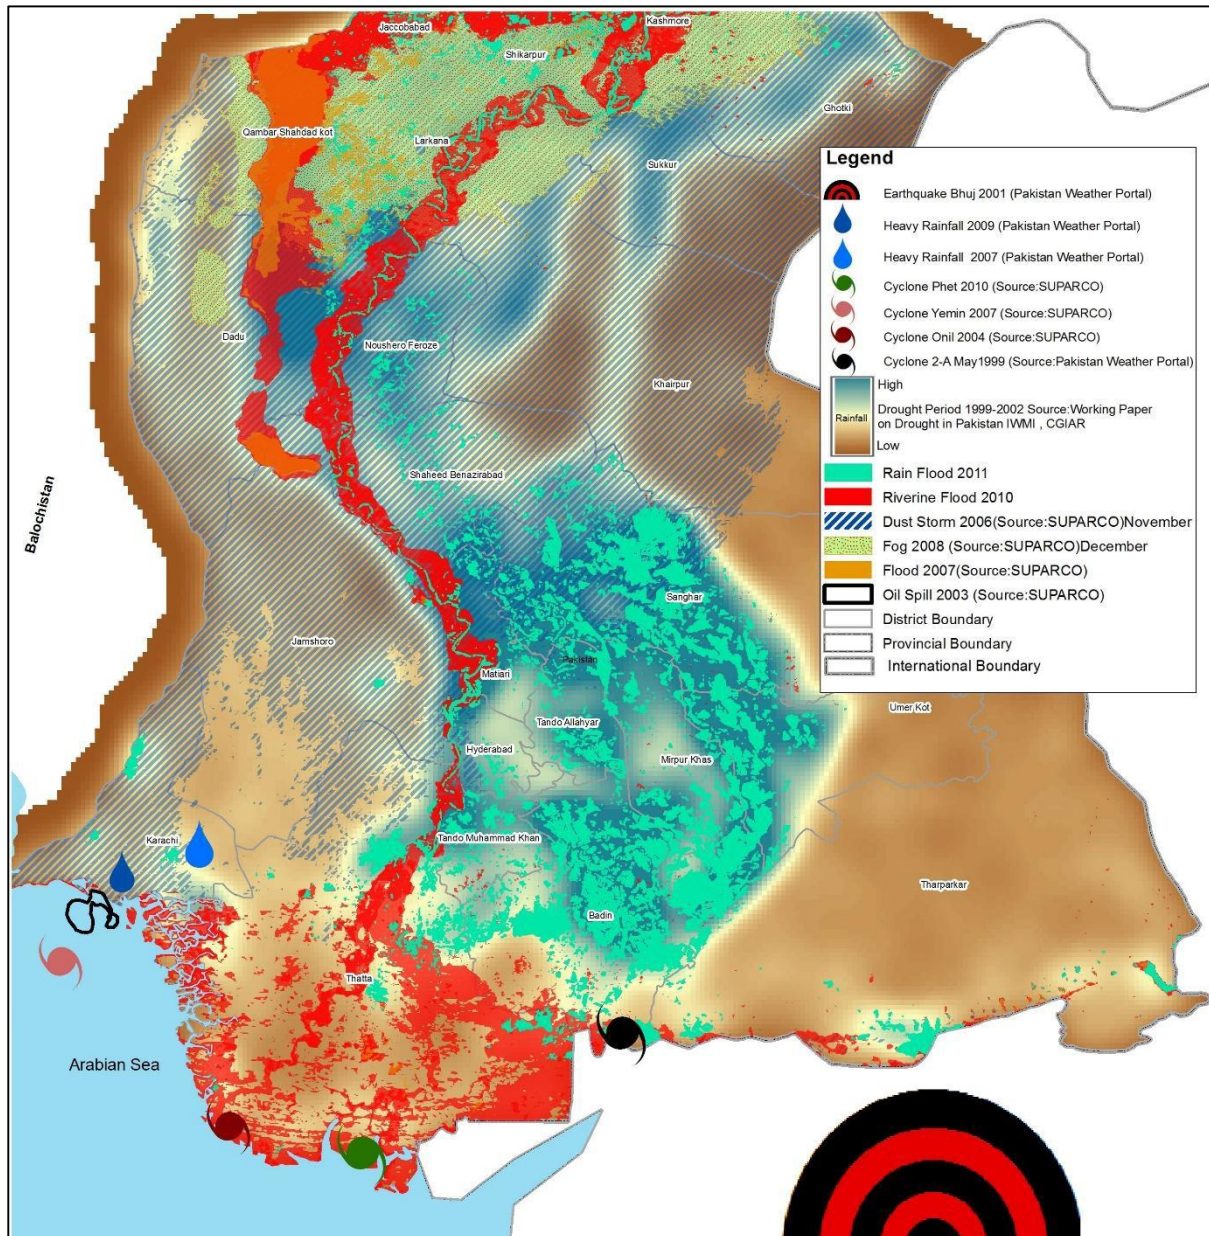 Jaccobabad
Kashmore
Shikarpur
Ghotki
Qambar Shahdad kot
Larkana
Sukkur
Dadu
Noushero Feroze
Khairpur
Shaheed Benazirabad
Balochistan
Sanghar
Jamshoro
Pakistan
Matiari
Umer Kot
Tando Allahyar
Hyderabad
Mirpur Khas
Karachi
Tando Muhammad Khan
Tharparkar
Badin
Thatta
Arabian Sea
Legend
Earthquake Bhuj 2001 (Pakistan Weather Portal)
Heavy Rainfall 2009 (Pakistan Weather Portal)
Heavy Rainfall 2007 (Pakistan Weather Portal)
Cyclone Phet 2010 (Source:SUPARCO)
Cyclone Yemin 2007 (Source:SUPARCO)
Cyclone Onil 2004 (Source:SUPARCO)
Cyclone 2-A May1999 (Source:Pakistan Weather Portal)
High
Rainfall
Drought Period 1999-2002 Source:Working Paper
on Drought in Pakistan IWMI , CGIAR
Low
Rain Flood 2011
Riverine Flood 2010
Dust Storm 2006(Source:SUPARCO)November
Fog 2008 (Source:SUPARCO)December
Flood 2007(Source:SUPARCO)
Oil Spill 2003 (Source:SUPARCO)
District Boundary
Provincial Boundary
International Boundary